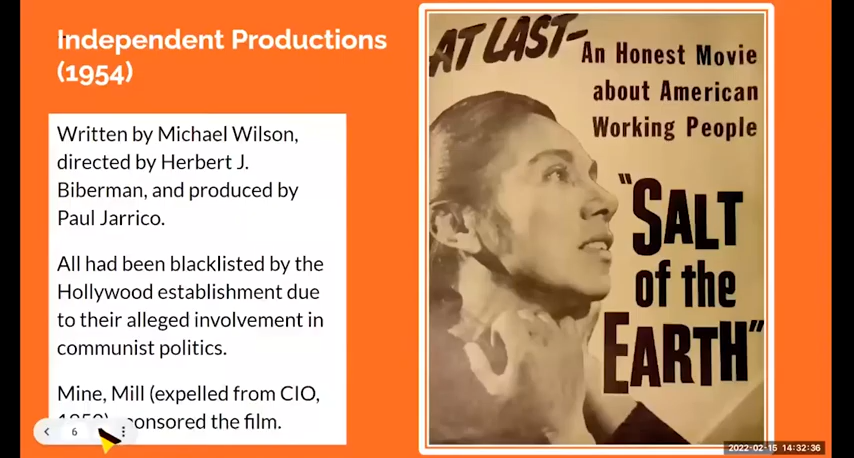 Independent Productions
(1954)
Written by Michael Wilson,
directed by Herbert J.
Biberman, and produced by
Paul Jarrico.
All had been blacklisted by the
Hollywood establishment due
to their alleged involvement in
communist politics.
Mine, Mill (expelled from CIO,
the film.
6
AT LAST-
An Honest Movie
about American
Working People
"SALT
of the
EARTH"
2022-02-15 14:32:36